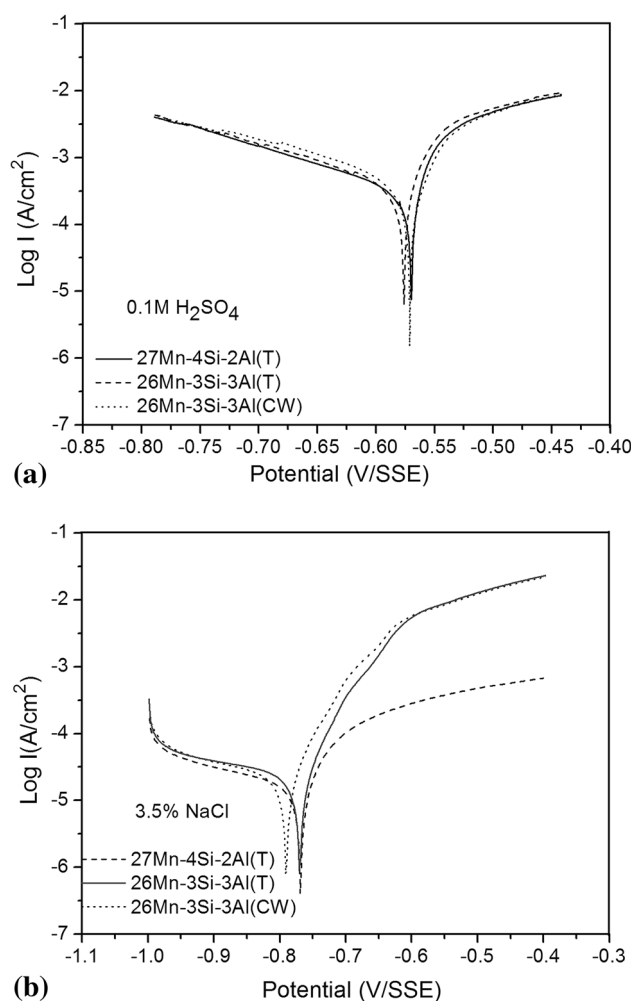 -1
-2
-3
-4
-5
-6
-7
Log I (A/cm²)
0.1M H₂SO₄
27Mn-4Si-2Al(T)
26Mn-3Si-3Al(T)
26Mn-3Si-3Al(CW)
-0.85 -0.80 -0.75 -0.70 -0.65 -0.60 -0.55 -0.50 -0.45 -0.40
Potential (V/SSE)
(a)
-1
-2
-3
-4
-5
-6
-7
Log I(A/cm²)
3.5% NaCl
27Mn-4Si-2Al(T)
26Mn-3Si-3Al(T)
26Mn-3Si-3Al(CW)
-1.1 -1.0 -0.9 -0.8 -0.7 -0.6 -0.5 -0.4 -0.3
Potential (V/SSE)
(b)